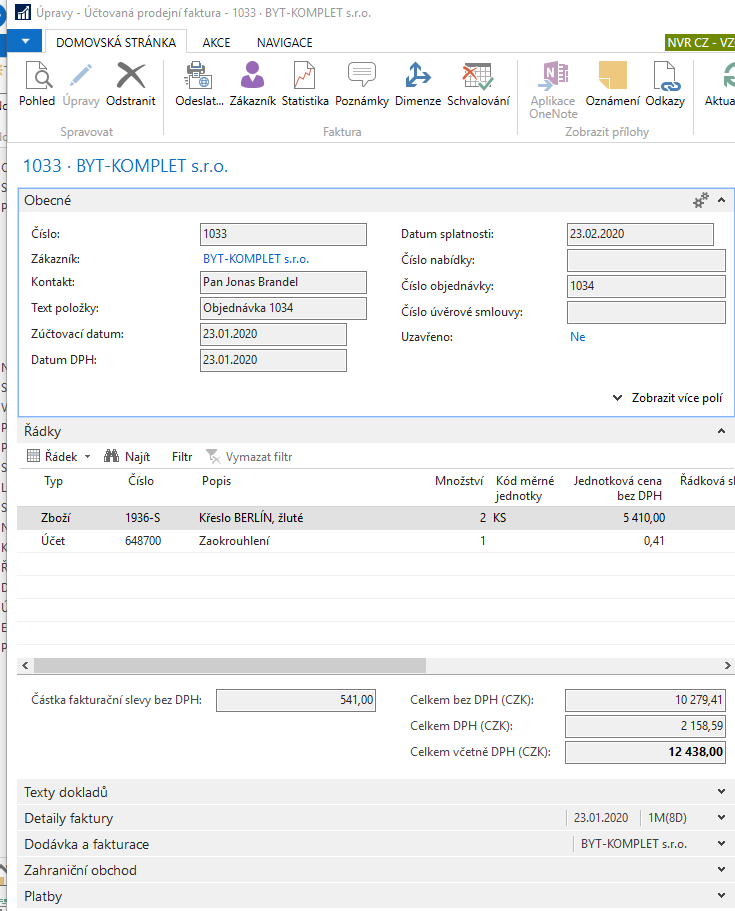 Úpravy - Účtovaná prodejní faktura - 1033 · BYT-KOMPLET s.r.o.
DOMOVSKÁ STRÁNKA AKCE NAVIGACE NVR CZ - VZ
Pohled Úpravy Odstranit Odeslat... Zákazník Statistika Poznámky Dimenze Schvalování Aplikace OneNote Oznámení Odkazy Aktua
Spravovat Faktura Zobrazit přílohy
1033 · BYT-KOMPLET s.r.o.
Obecné
Číslo: 1033 Datum splatnosti: 23.02.2020
Zákazník: BYT-KOMPLET s.r.o. Číslo nabídky:
Kontakt: Pan Jonas Brandel Číslo objednávky: 1034
Text položky: Objednávka 1034 Číslo úvěrové smlouvy:
Zúčtovací datum: 23.01.2020 Uzavřeno: Ne
Datum DPH: 23.01.2020
Zobrazit více polí
Řádky
Řádek Najít Filtr Vymazat filtr
Typ Číslo Popis Množství Kód měrné jednotky Jednotková cena bez DPH Řádková sl
Zboží 1936-S Křeslo BERLÍN, žluté 2 KS 5 410,00
Účet 648700 Zaokrouhlení 1 0,41
Částka fakturační slevy bez DPH: 541,00 Celkem bez DPH (CZK): 10 279,41
Celkem DPH (CZK): 2 158,59
Celkem včetně DPH (CZK): 12 438,00
Texty dokladů
Detaily faktury 23.01.2020 1M(8D)
Dodávka a fakturace BYT-KOMPLET s.r.o.
Zahraniční obchod
Platby